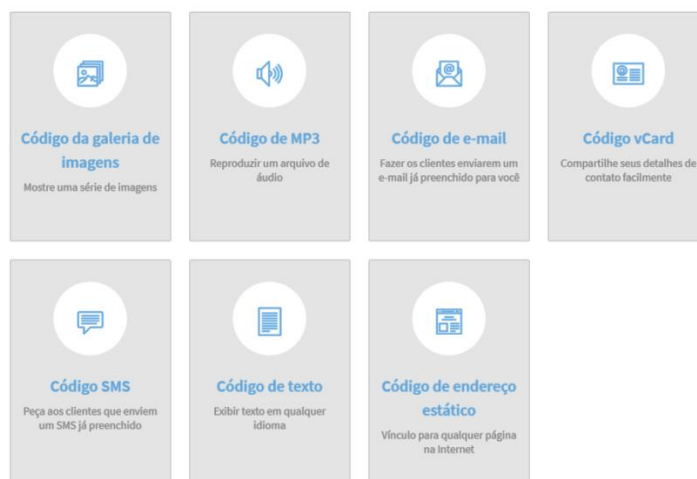 Código da galeria de
imagens
Mostre uma série de imagens
Código de MP3
Reproduzir um arquivo de
áudio
Código de e-mail
Fazer os clientes enviarem um
e-mail já preenchido para você
Código vCard
Compartilhe seus detalhes de
contato facilmente
Código SMS
Peça aos clientes que enviem
um SMS já preenchido
Código de texto
Exibir texto em qualquer
idioma
Código de endereço
estático
Vínculo para qualquer página
na Internet